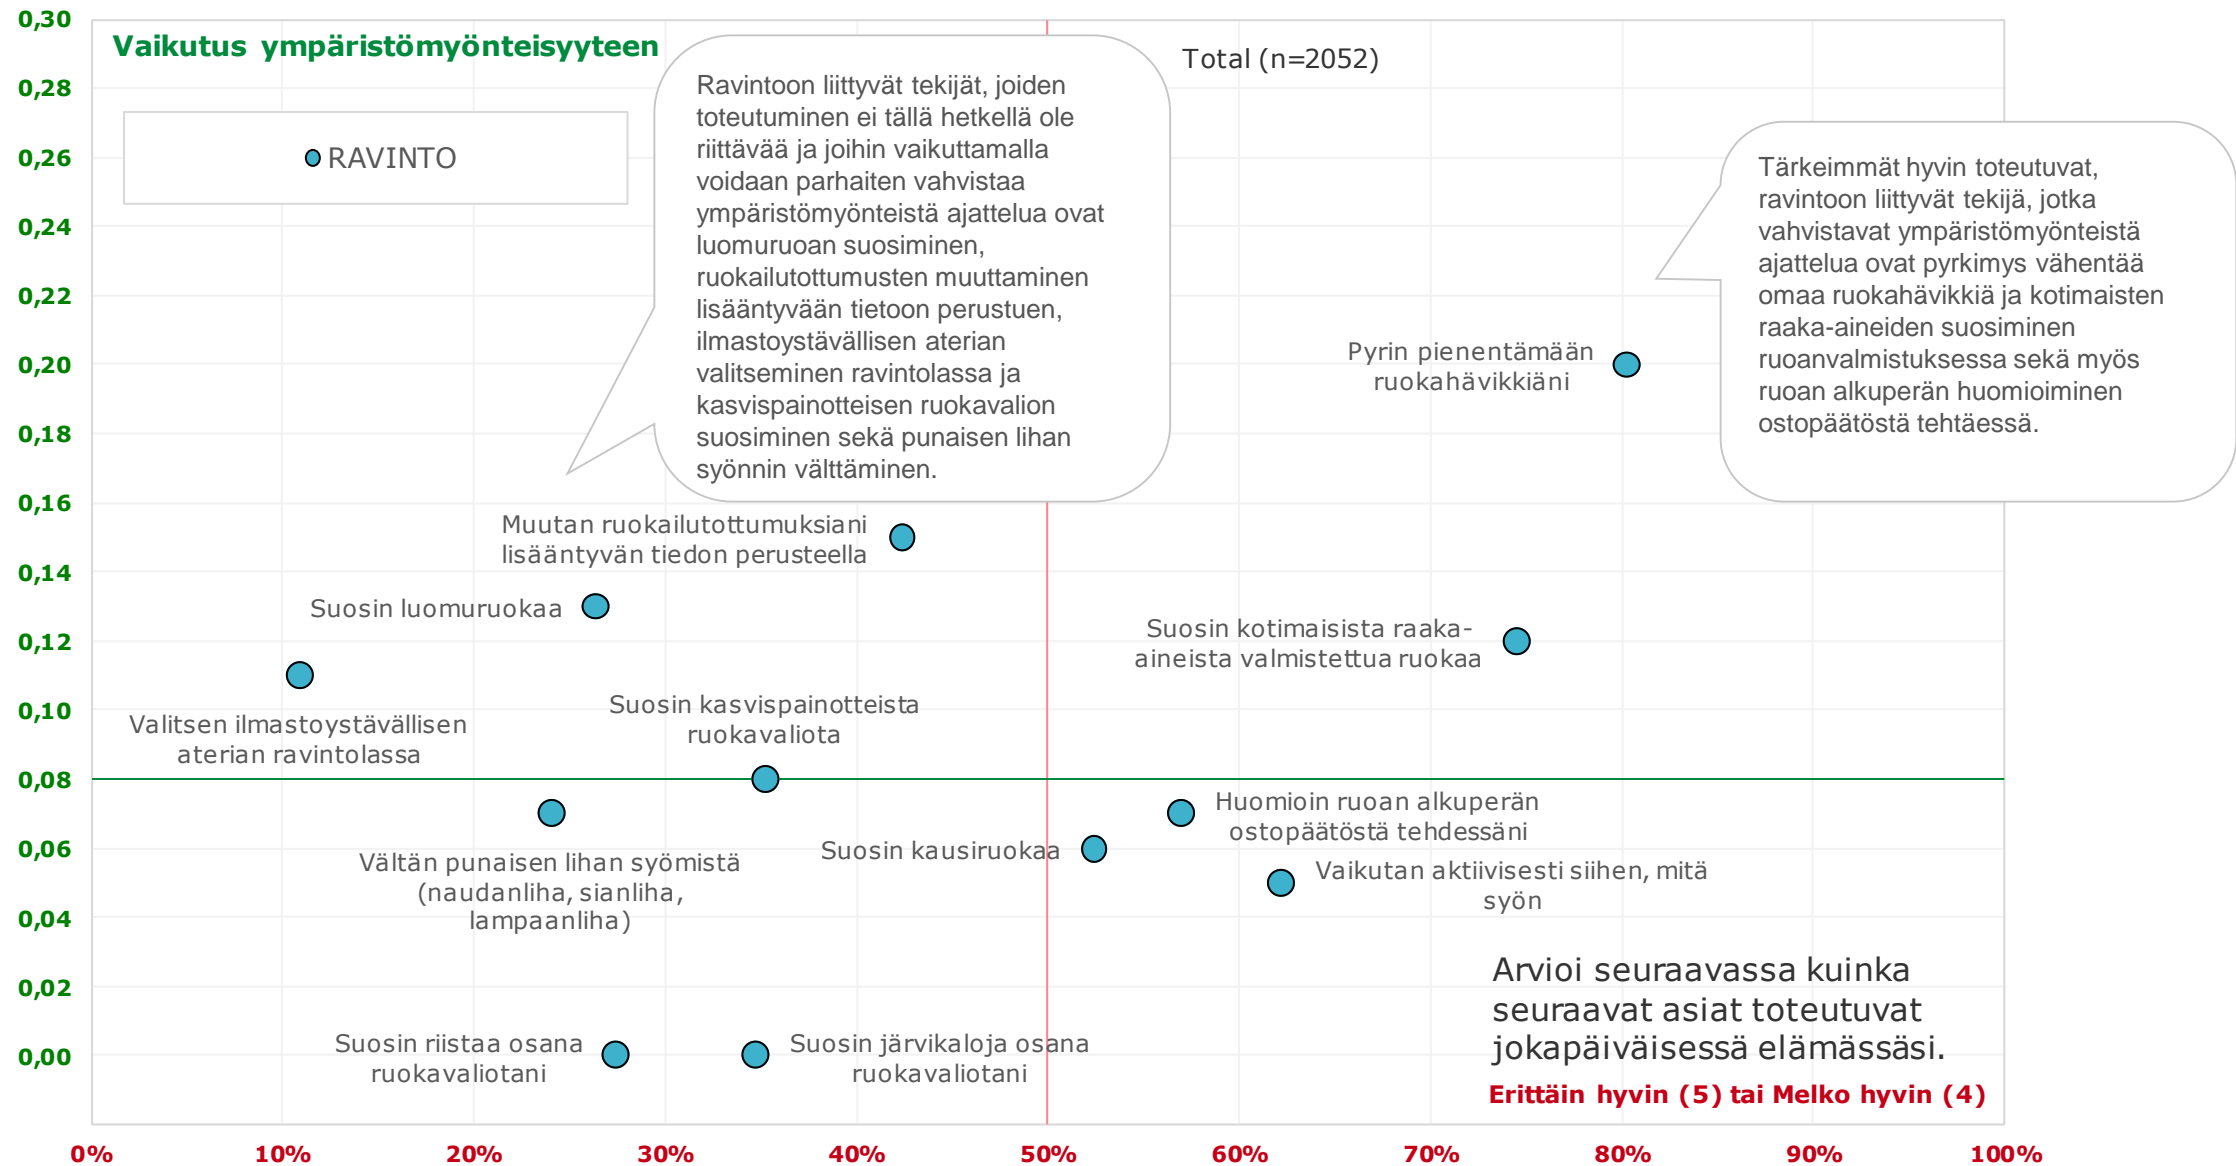 Vaikutus ympäristömyönteisyyteen
Total (n=2052)
RAVINTO
Ravintoon liittyvät tekijät, joiden
toteutuminen ei tällä hetkellä ole
riittävää ja joihin vaikuttamalla
voidaan parhaiten vahvistaa
ympäristömyönteistä ajattelua ovat
luomuruoan suosiminen,
ruokailutottumusten muuttaminen
lisääntyvään tietoon perustuen,
ilmastoystävällisen aterian
valitseminen ravintolassa ja
kasvispainotteisen ruokavalion
suosiminen sekä punaisen lihan
syönnin välttäminen.
Tärkeimmät hyvin toteutuvat,
ravintoon liittyvät tekijä, jotka
vahvistavat ympäristömyönteistä
ajattelua ovat pyrkimys vähentää
omaa ruokahävikkiä ja kotimaisten
raaka-aineiden suosiminen
ruoanvalmistuksessa sekä myös
ruoan alkuperän huomioiminen
ostopäätöstä tehtäessä.
0,30
0,28
0,26
0,24
0,22
0,20
0,18
0,16
0,14
0,12
0,10
0,08
0,06
0,04
0,02
0,00
Pyrin pienentämään
ruokahävikkiäni
Muutan ruokailutottumuksiani
lisääntyvän tiedon perusteella
Suosin luomuruokaa
Suosin kotimaisista raaka-
aineista valmistettua ruokaa
Valitsen ilmastoystävällisen
aterian ravintolassa
Suosin kasvispainotteista
ruokavaliota
Vältän punaisen lihan syömistä
(naudanliha, sianliha,
lampaanliha)
Suosin kausiruokaa
Huomioin ruoan alkuperän
ostopäätöstä tehdessäni
Vaikutan aktiivisesti siihen, mitä
syön
Suosin riistaa osana
ruokavaliotani
Suosin järvikaloja osana
ruokavaliotani
Arvioi seuraavassa kuinka
seuraavat asiat toteutuvat
jokapäiväisessä elämässäsi.
Erittäin hyvin (5) tai Melko hyvin (4)
0%
10%
20%
30%
40%
50%
60%
70%
80%
90%
100%